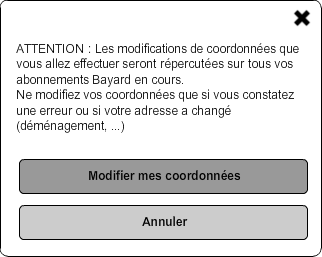 ATTENTION : Les modifications de coordonnées que
vous allez effectuer seront répercutées sur tous vos
abonnements Bayard en cours.
Ne modifiez vos coordonnées que si vous constatez
une erreur ou si votre adresse a changé
(déménagement, ...)
Modifier mes coordonnées
Annuler